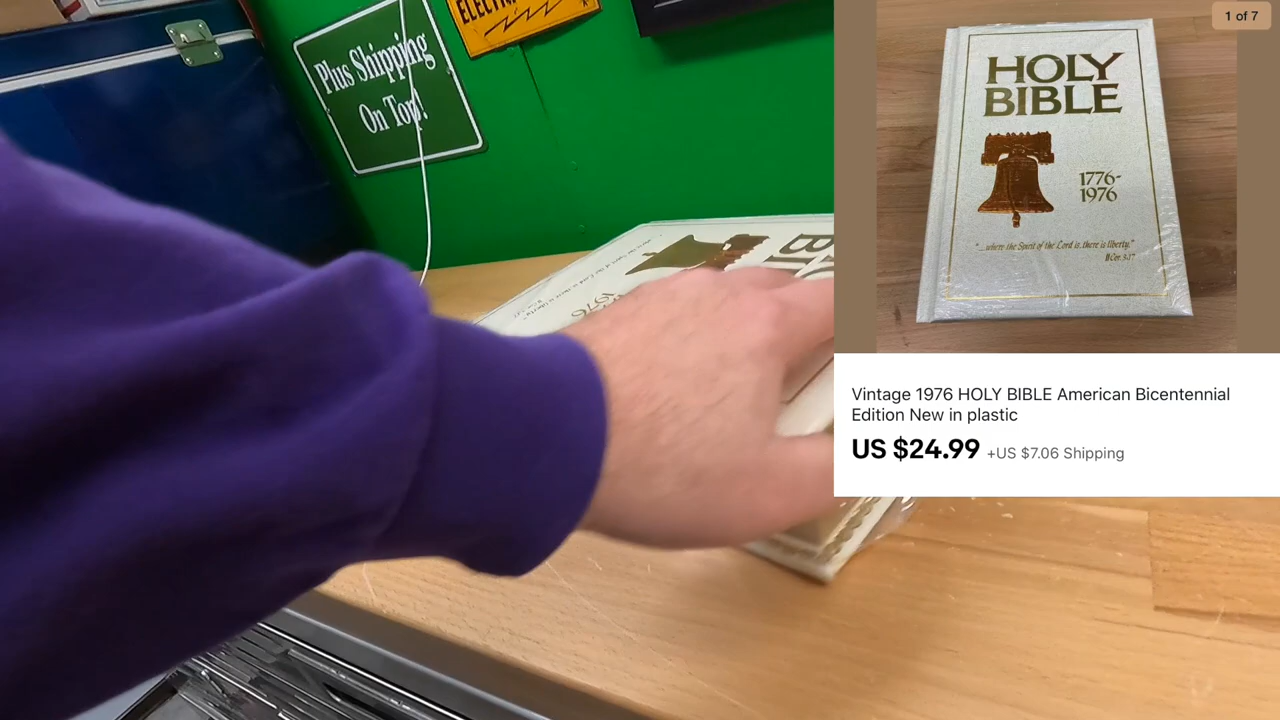 Plus Shipping
On Top!
1976
1 of 7
HOLY
BIBLE
1776-
1976
"...where the Spirit of the Lord is, there is liberty."
II Cor. 3:17
Vintage 1976 HOLY BIBLE American Bicentennial
Edition New in plastic
US $24.99 +US $7.06 Shipping